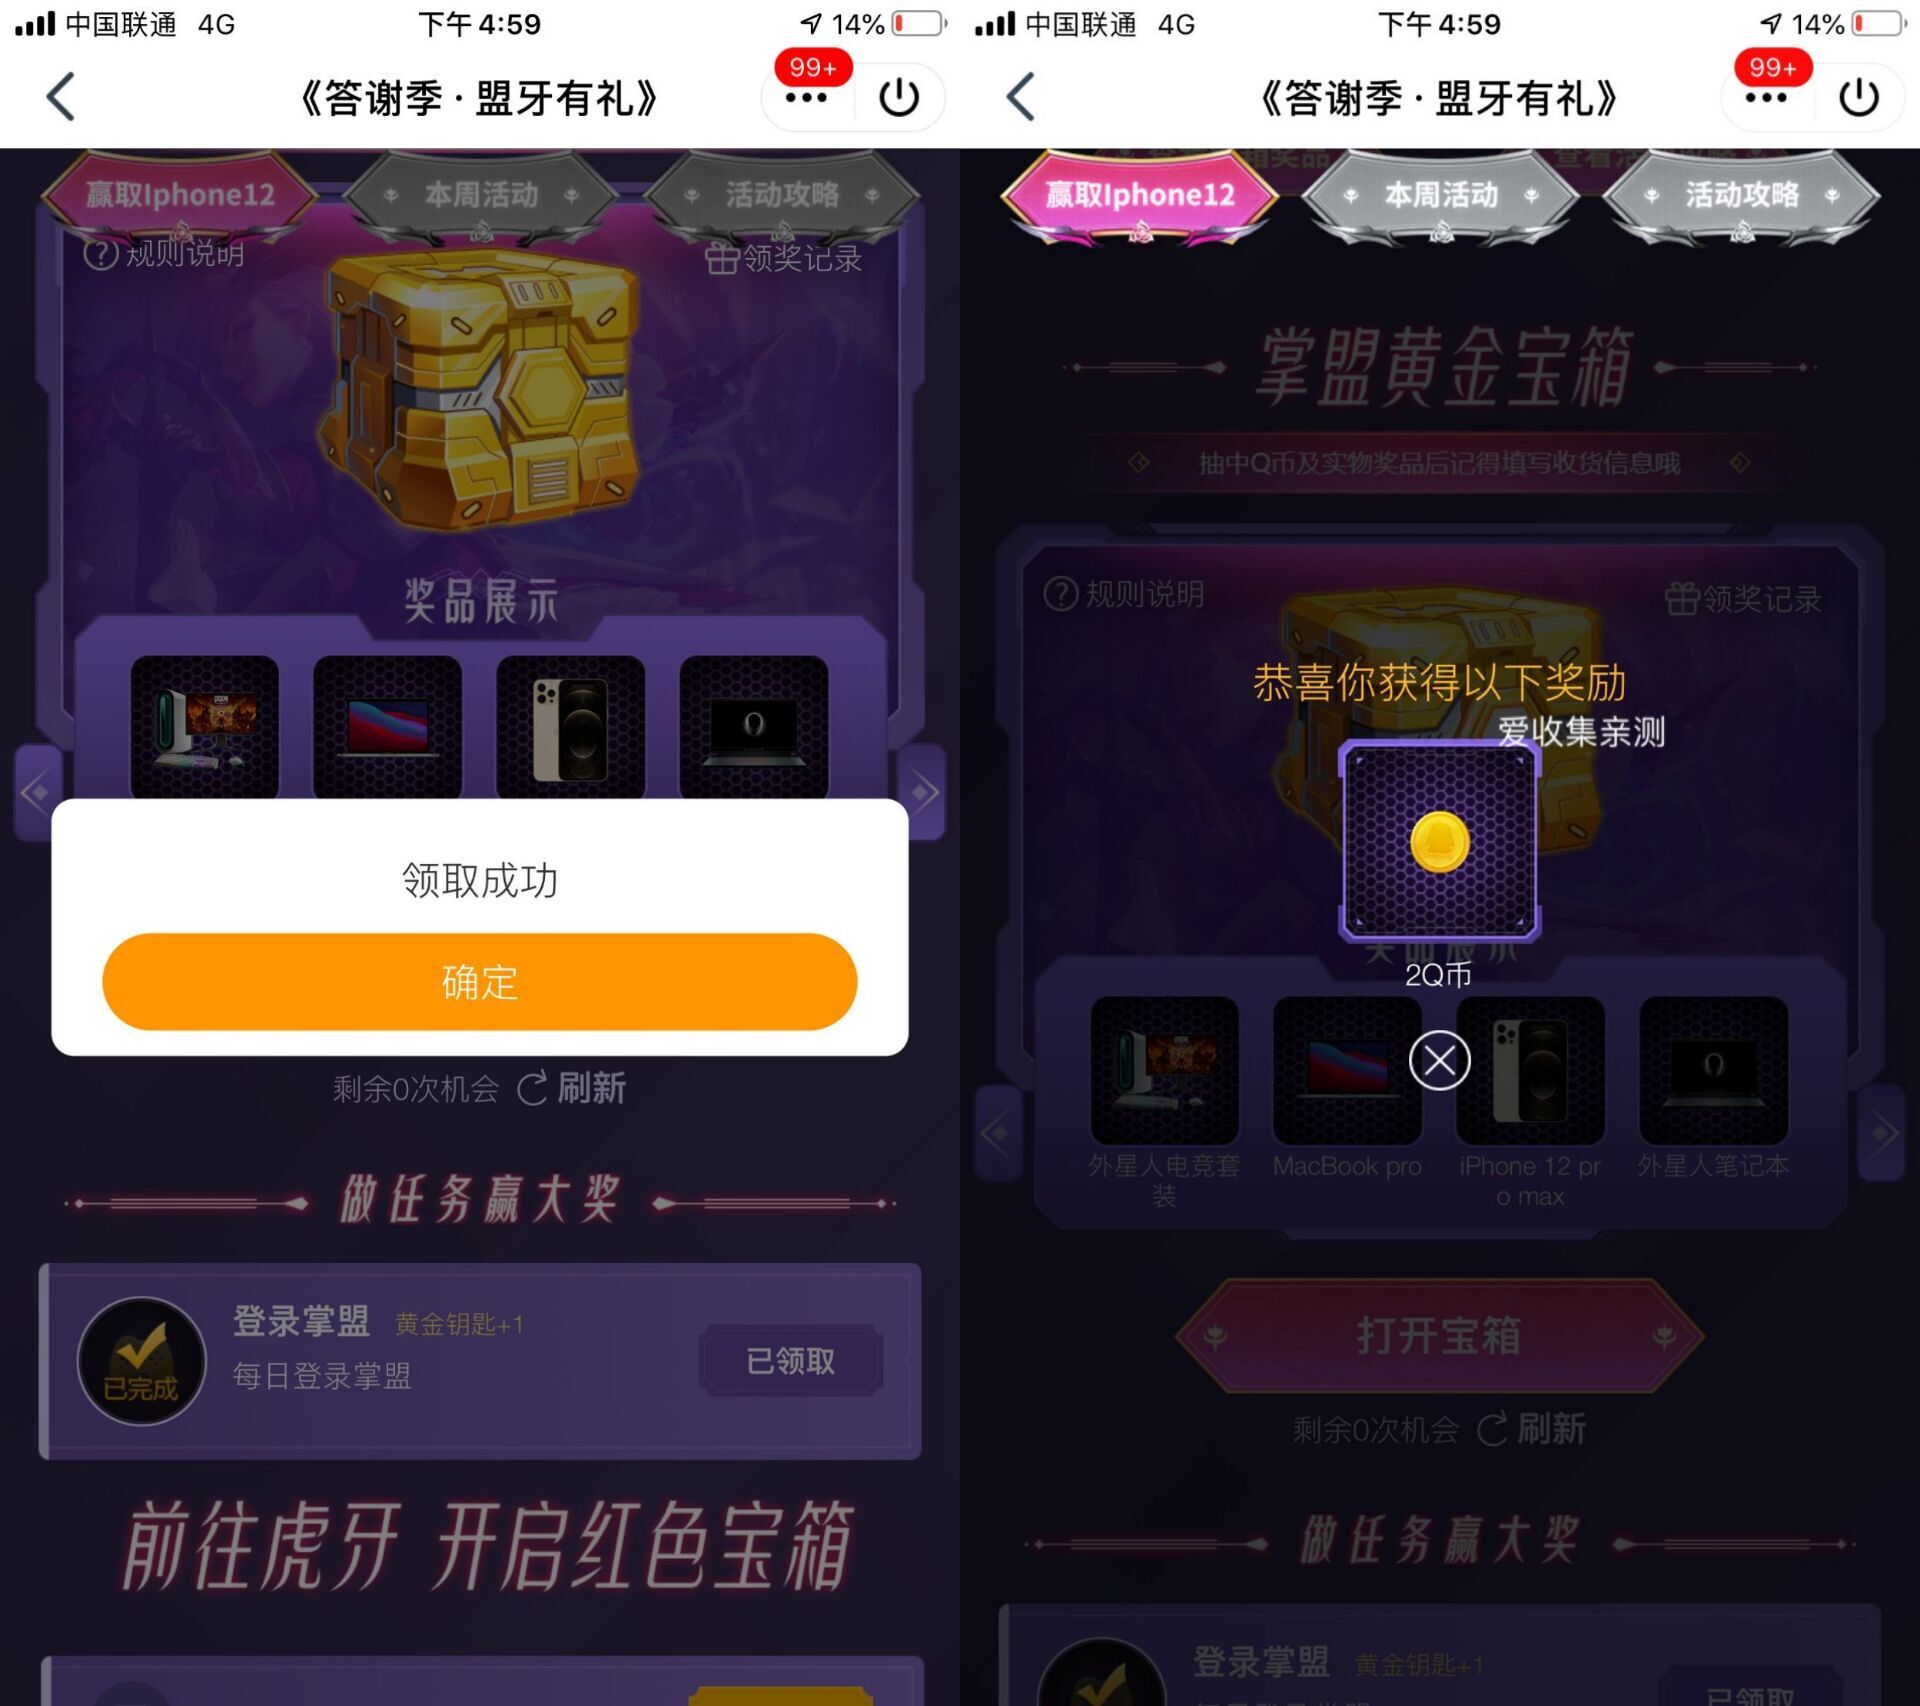 中国联通 4G
下午4:59
14%
《答谢季·盟牙有礼》
99+
赢取Iphone12
本周活动
活动攻略
规则说明
领奖记录
奖品展示
领取成功
确定
剩余0次机会
刷新
做任务赢大奖
已完成
登录掌盟
黄金钥匙+1
每日登录掌盟
已领取
前往虎牙 开启红色宝箱
中国联通 4G
下午4:59
14%
《答谢季·盟牙有礼》
99+
赢取Iphone12
本周活动
活动攻略
掌盟黄金宝箱
抽中Q币及实物奖品后记得填写收货信息哦
规则说明
领奖记录
恭喜你获得以下奖励
爱收集亲测
2Q币
外星人电竞套
装
MacBook pro
iPhone 12 pr
o max
外星人笔记本
打开宝箱
剩余0次机会
刷新
做任务赢大奖
登录掌盟
黄金钥匙+1
已领取